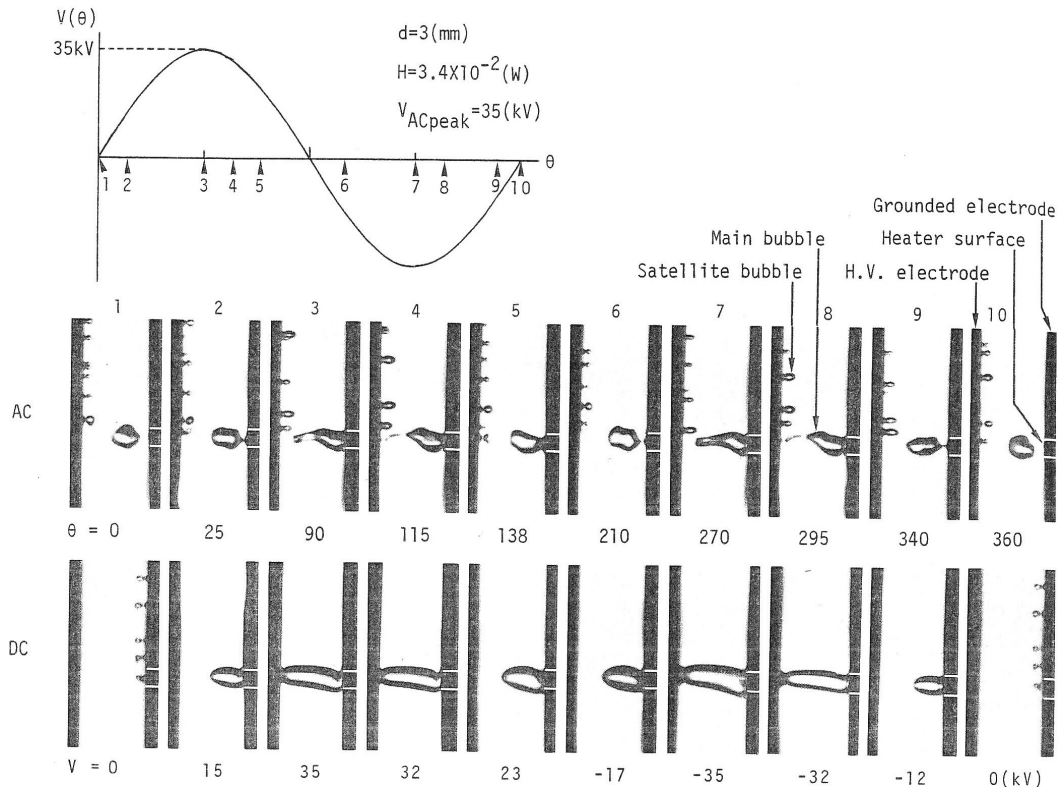 V(θ)
35kV
d=3(mm)
H=3.4X10⁻²(W)
V_ACpeak=35(kV)
θ
1 2 3 4 5 6 7 8 9 10
Grounded electrode
Main bubble Heater surface
Satellite bubble H.V. electrode
1 2 3 4 5 6 7 8 9 10
AC
θ = 0 25 90 115 138 210 270 295 340 360
DC
V = 0 15 35 32 23 -17 -35 -32 -12 0(kV)